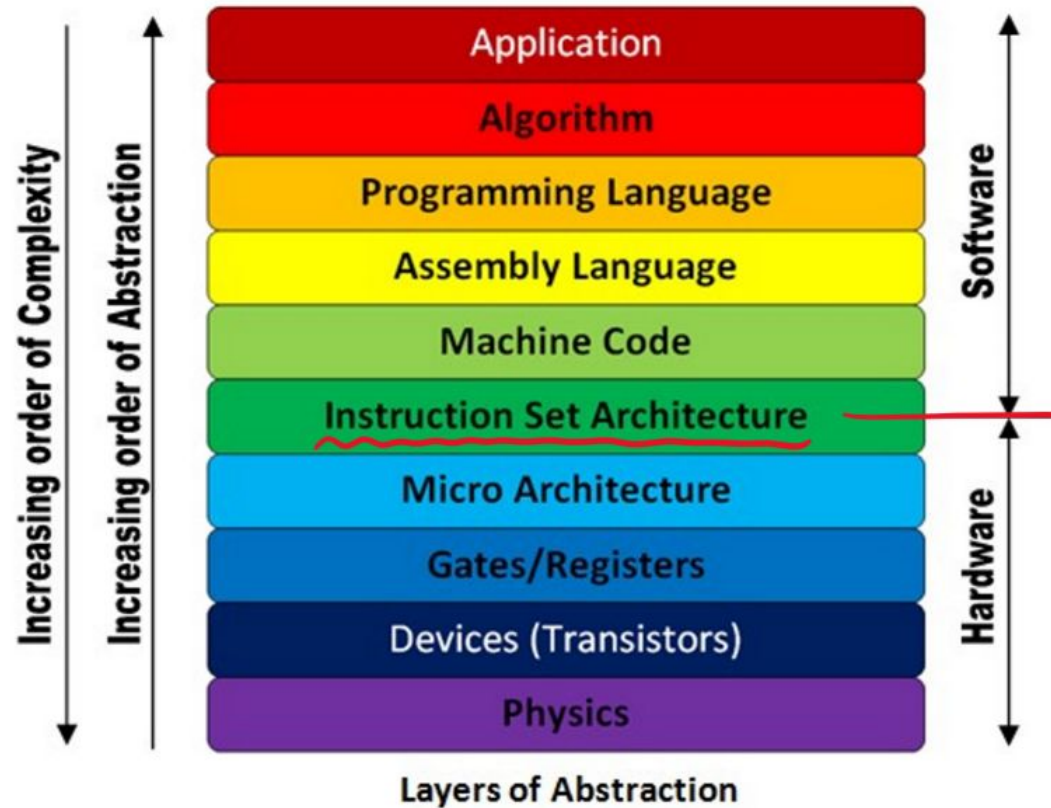 Increasing order of Complexity
Increasing order of Abstraction
Application
Algorithm
Programming Language
Assembly Language
Machine Code
Instruction Set Architecture
Micro Architecture
Gates/Registers
Devices (Transistors)
Physics
Software
Hardware
Layers of Abstraction